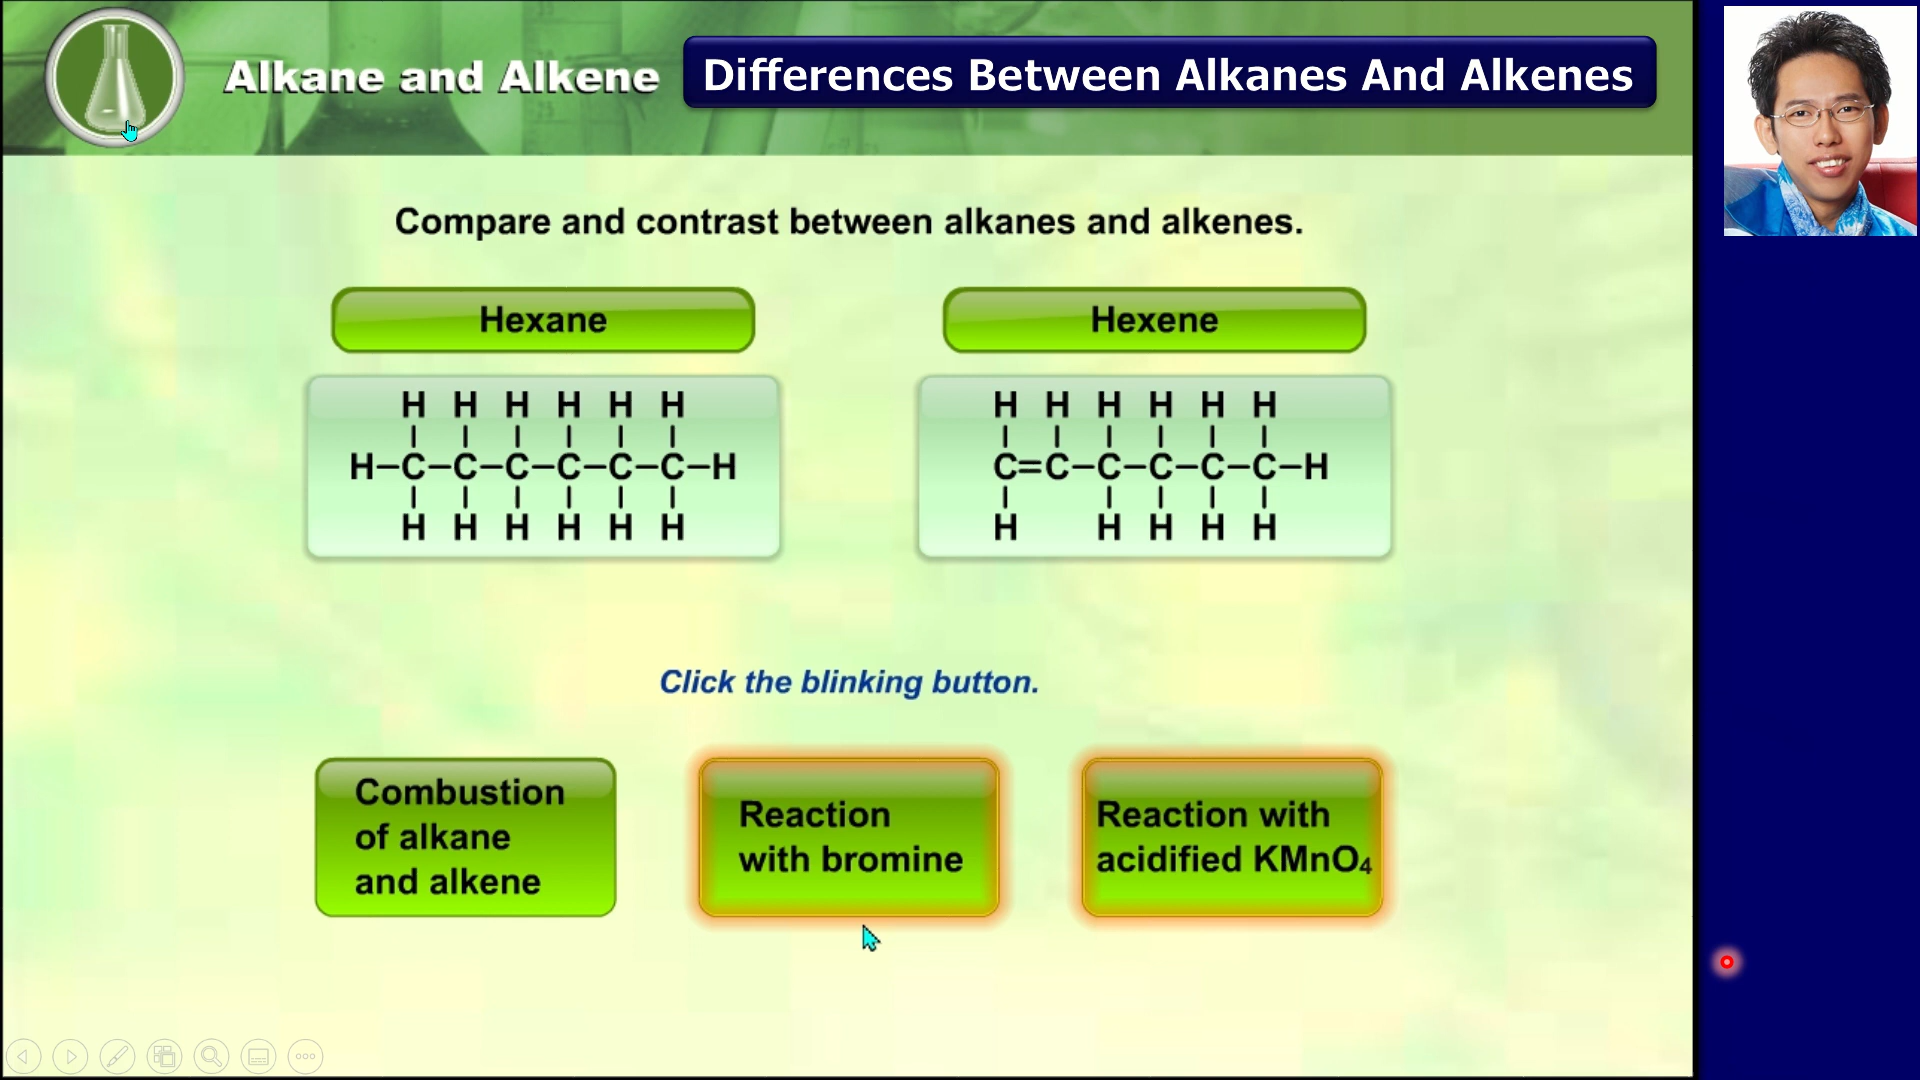 Alkane and Alkene
Differences Between Alkanes And Alkenes
Compare and contrast between alkanes and alkenes.
Hexane
H H H H H H
H–C–C–C–C–C–C–H
H H H H H H
Hexene
H H H H H H
C=C–C–C–C–C–H
H H H H H
Click the blinking button.
Combustion
of alkane
and alkene
Reaction
with bromine
Reaction with
acidified KMnO₄